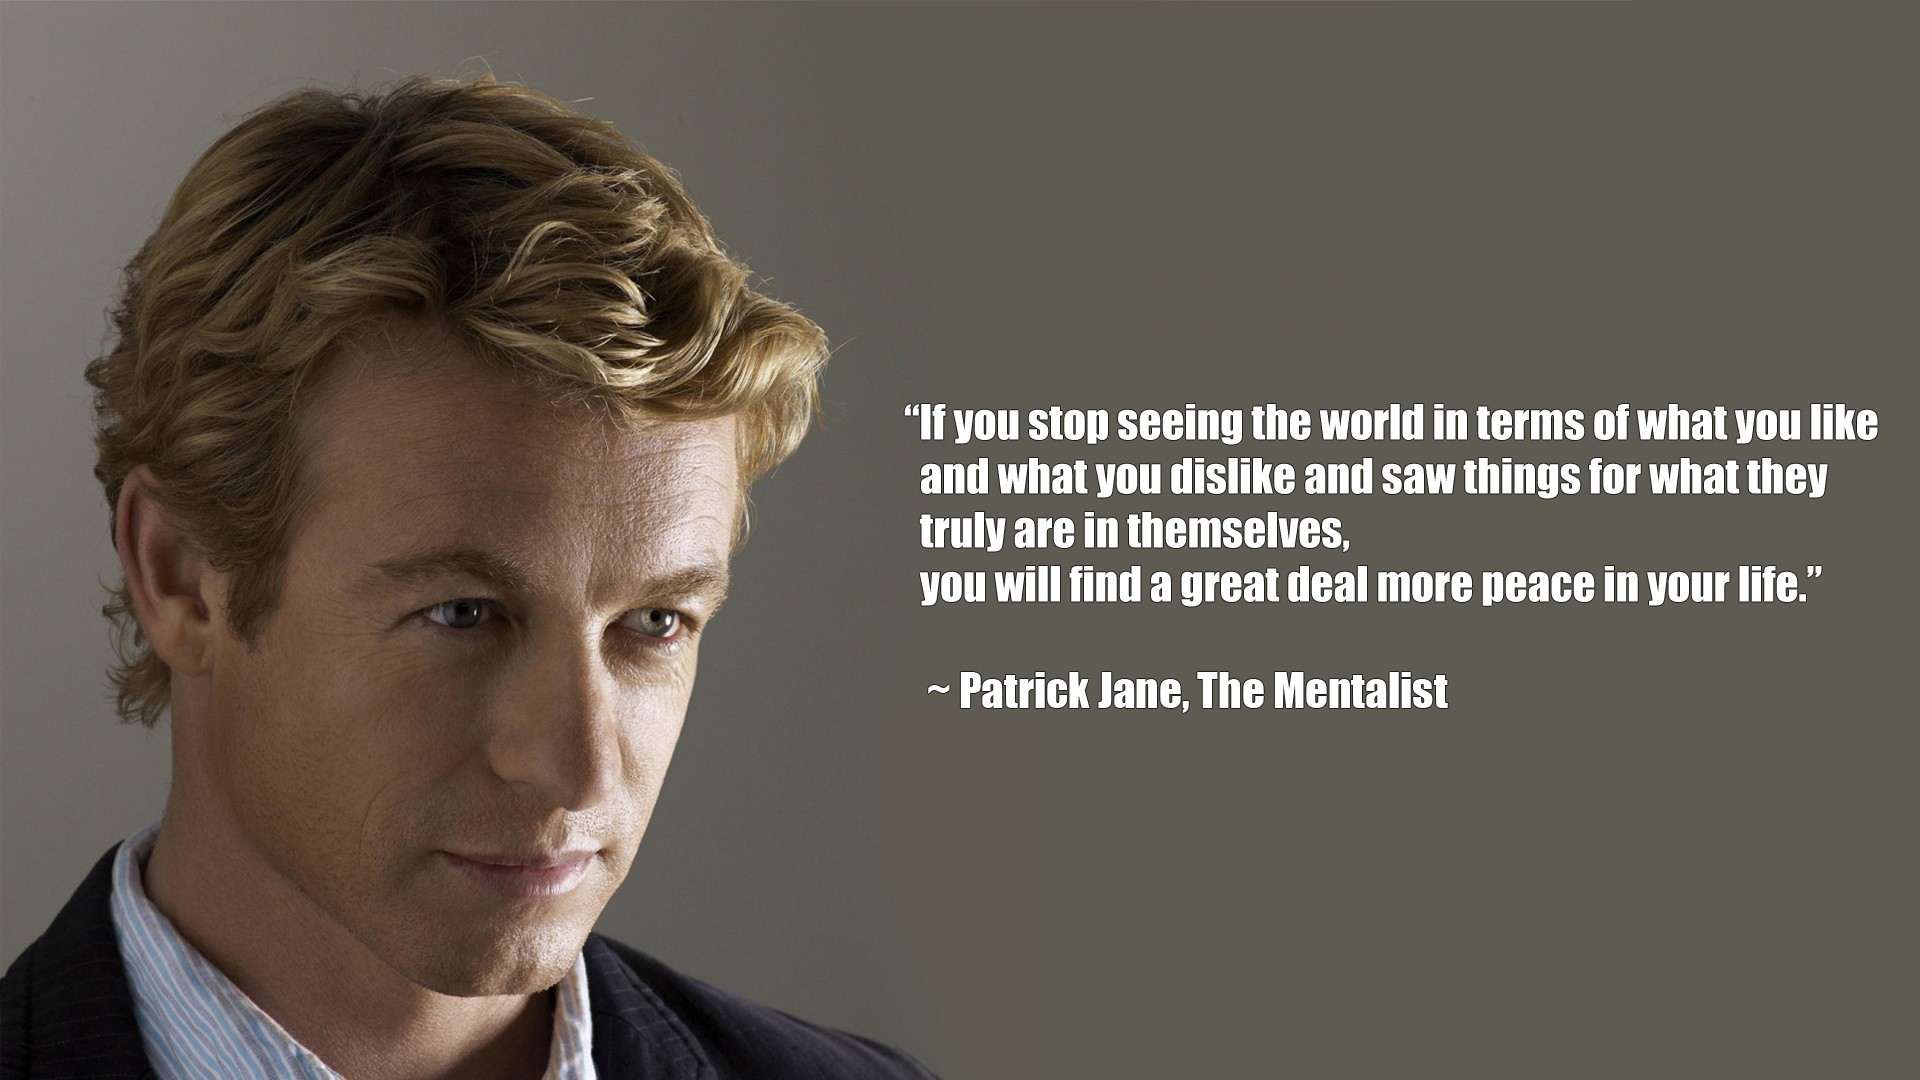 “If you stop seeing the world in terms of what you like
and what you dislike and saw things for what they
truly are in themselves,
you will find a great deal more peace in your life.”
~ Patrick Jane, The Mentalist